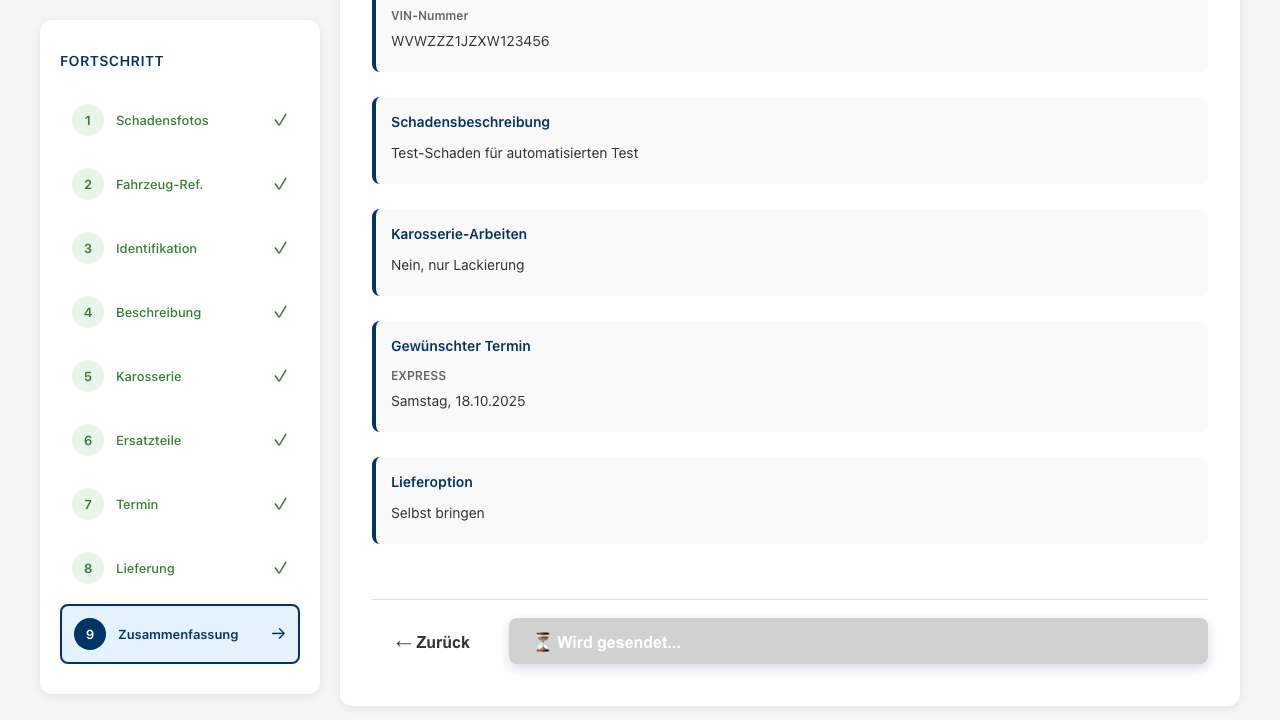 FORTSCHRITT
1 Schadensfotos ✓
2 Fahrzeug-Ref. ✓
3 Identifikation ✓
4 Beschreibung ✓
5 Karosserie ✓
6 Ersatzteile ✓
7 Termin ✓
8 Lieferung ✓
9 Zusammenfassung →
VIN-Nummer
WVWZZZ1JZXW123456
Schadensbeschreibung
Test-Schaden für automatisierten Test
Karosserie-Arbeiten
Nein, nur Lackierung
Gewünschter Termin
EXPRESS
Samstag, 18.10.2025
Lieferoption
Selbst bringen
← Zurück
⏳ Wird gesendet...